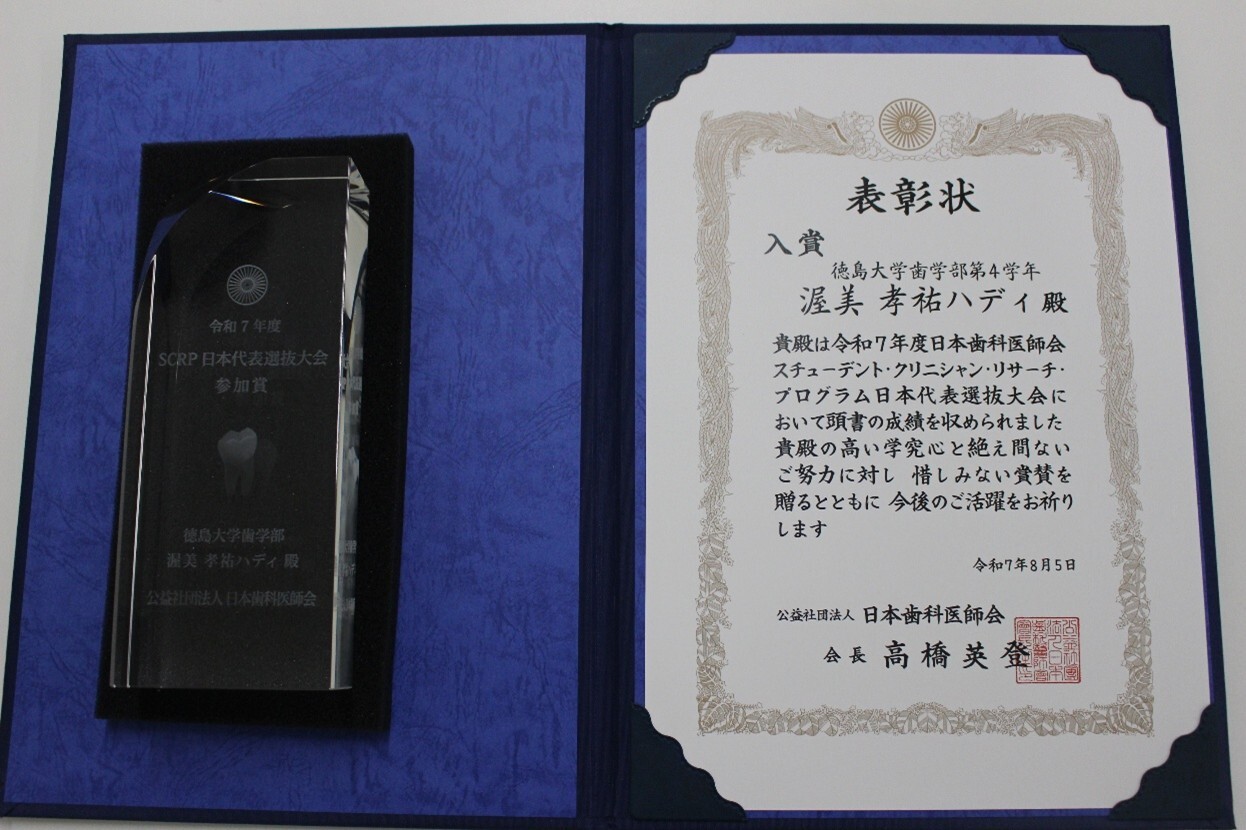 令和7年度
SCRP日本代表選抜大会
参加賞
徳島大学歯学部
渥美 孝祐ハディ 殿
公益社団法人 日本歯科医師会
表彰状
入賞
徳島大学歯学部第4学年
渥美 孝祐ハディ 殿
貴殿は令和7年度日本歯科医師会
スチューデント・クリニシャン・リサーチ・
プログラム日本代表選抜大会に
おいて頭書の成績を収められました
貴殿の高い学究心と絶え間ない
ご努力に対し 惜しみない賞賛を
贈るとともに 今後のご活躍をお祈り
します
令和7年8月5日
公益社団法人 日本歯科医師会
会長 高橋英登